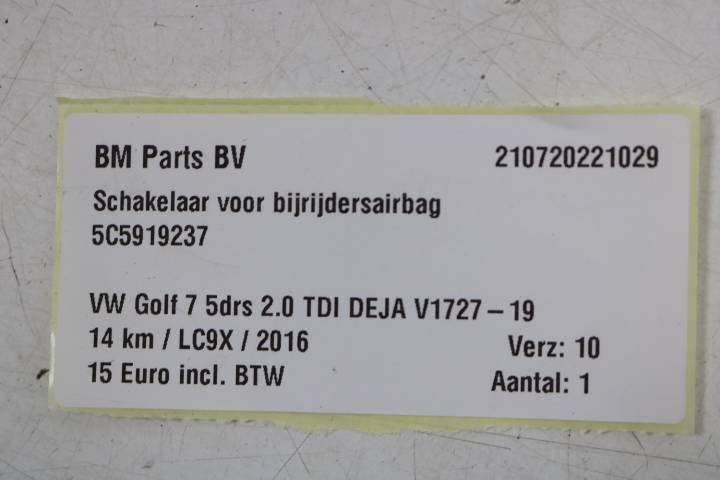 BM Parts BV 210720221029
Schakelaar voor bijrijdersairbag
5C5919237
VW Golf 7 5drs 2.0 TDI DEJA V1727 – 19
14 km / LC9X / 2016 Verz: 10
15 Euro incl. BTW Aantal: 1